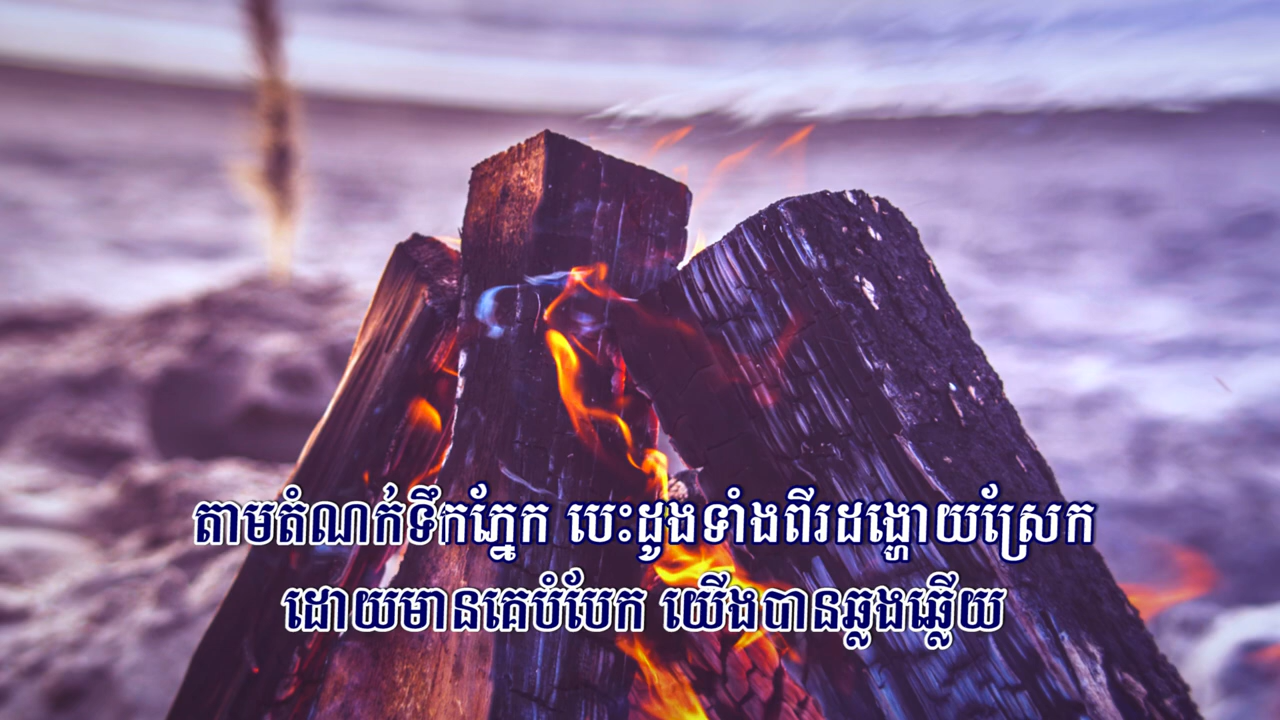 តាមតំណក់ទឹកភ្នែក បេះដូងទាំងពីរដង្ហោយស្រែក
ដោយមានគេបំបែក យើងបានឆ្លងឆ្លើយ